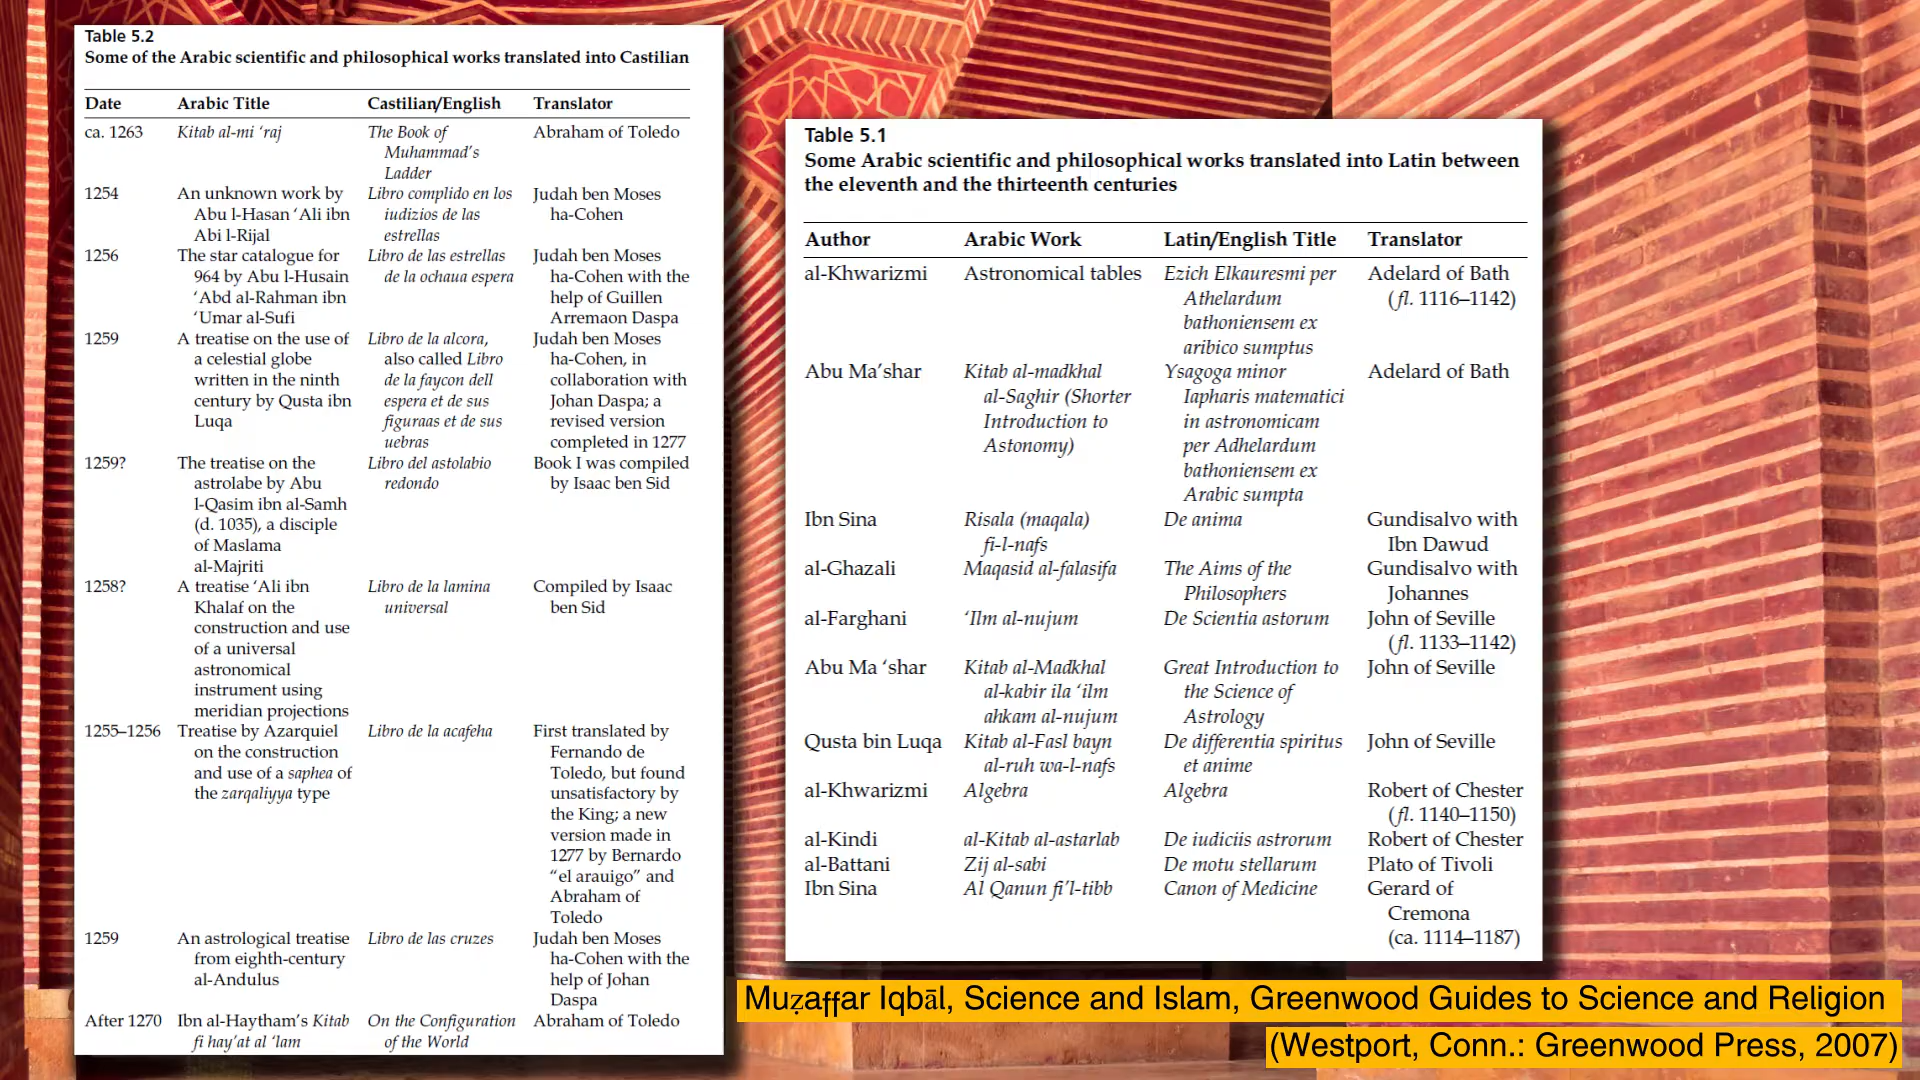 Table 5.2
Some of the Arabic scientific and philosophical works translated into Castilian
Date Arabic Title Castilian/English Translator
ca. 1263 Kitab al-mi ‘raj The Book of Abraham of Toledo
Muhammad’s
Ladder
1254 An unknown work by Libro complido en los Judah ben Moses
Abu l-Hasan ‘Ali ibn iudizios de las ha-Cohen
Abi l-Rijal estrellas
1256 The star catalogue for Libro de las estrellas Judah ben Moses
964 by Abu l-Husain de la ochaua espera ha-Cohen with the
‘Abd al-Rahman ibn help of Guillen
‘Umar al-Sufi Arremaon Daspa
1259 A treatise on the use of Libro de la alcora, Judah ben Moses
a celestial globe also called Libro ha-Cohen, in
written in the ninth de la faycon dell collaboration with
century by Qusta ibn espera et de sus Johan Daspa; a
Luqa figuraas et de sus revised version
uebras completed in 1277
1259? The treatise on the Libro del astolabio Book I was compiled
astrolabe by Abu redondo by Isaac ben Sid
l-Qasim ibn al-Samh
(d. 1035), a disciple
of Maslama
al-Majriti
1258? A treatise ‘Ali ibn Libro de la lamina Compiled by Isaac
Khalaf on the universal ben Sid
construction and use
of a universal
astronomical
instrument using
meridian projections
1255–1256 Treatise by Azarquiel Libro de la acafeha First translated by
on the construction Fernando de
and use of a saphea of Toledo, but found
the zarqaliyya type unsatisfactory by
the King; a new
version made in
1277 by Bernardo
“el arauigo” and
Abraham of
Toledo
1259 An astrological treatise Libro de las cruzes Judah ben Moses
from eighth-century ha-Cohen with the
al-Andulus help of Johan
Daspa
After 1270 Ibn al-Haytham’s Kitab On the Configuration Abraham of Toledo
fi hay’at al ‘lam of the World
Table 5.1
Some Arabic scientific and philosophical works translated into Latin between
the eleventh and the thirteenth centuries
Author Arabic Work Latin/English Title Translator
al-Khwarizmi Astronomical tables Ezich Elkauresmi per Adelard of Bath
Athelardum (fl. 1116–1142)
bathoniensem ex
aribico sumptus
Abu Ma’shar Kitab al-madkhal Ysagoga minor Adelard of Bath
al-Saghir (Shorter Iapharis matematici
Introduction to in astronomicam
Astonomy) per Adhelardum
bathoniensem ex
Arabic sumpta
Ibn Sina Risala (maqala) De anima Gundisalvo with
fi-l-nafs Ibn Dawud
al-Ghazali Maqasid al-falasifa The Aims of the Gundisalvo with
Philosophers Johannes
al-Farghani ‘Ilm al-nujum De Scientia astorum John of Seville
(fl. 1133–1142)
Abu Ma ‘shar Kitab al-Madkhal Great Introduction to John of Seville
al-kabir ila ‘ilm the Science of
ahkam al-nujum Astrology
Qusta bin Luqa Kitab al-Fasl bayn De differentia spiritus John of Seville
al-ruh wa-l-nafs et anime
al-Khwarizmi Algebra Algebra Robert of Chester
(fl. 1140–1150)
al-Kindi al-Kitab al-astarlab De iudiciis astrorum Robert of Chester
al-Battani Zij al-sabi De motu stellarum Plato of Tivoli
Ibn Sina Al Qanun fi’l-tibb Canon of Medicine Gerard of
Cremona
(ca. 1114–1187)
Muẓaffar Iqbāl, Science and Islam, Greenwood Guides to Science and Religion
(Westport, Conn.: Greenwood Press, 2007)